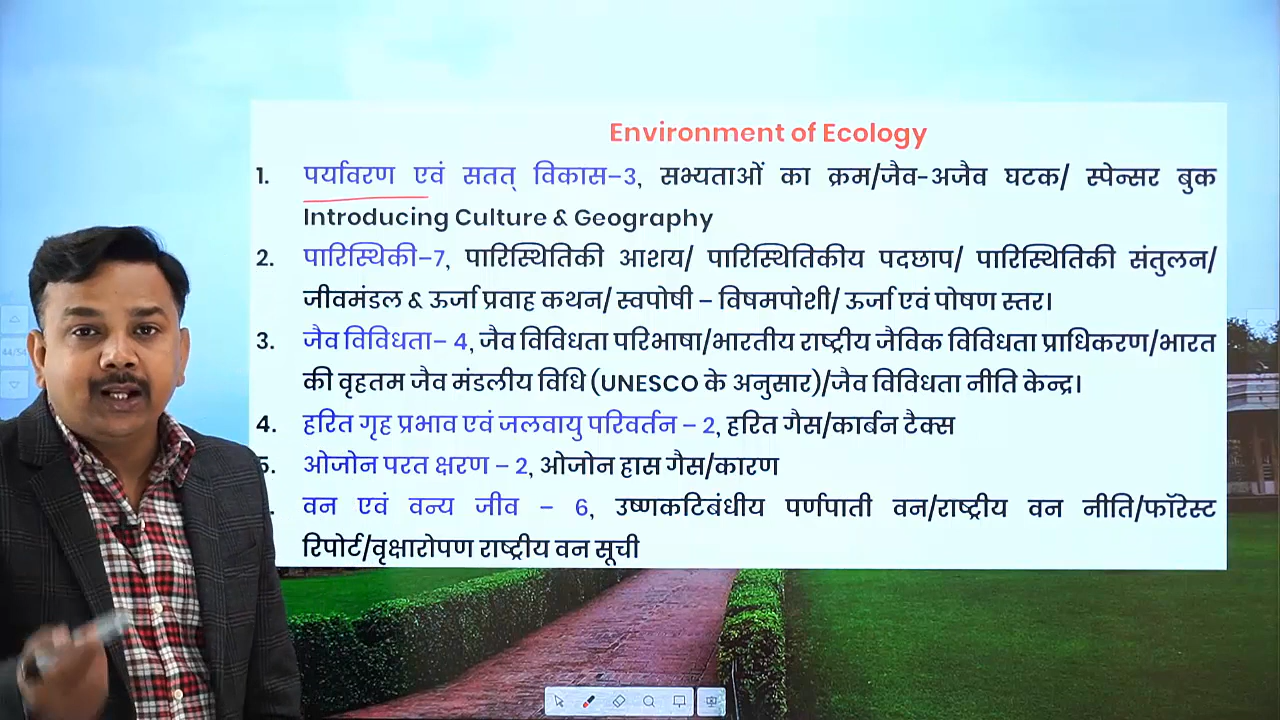 Environment of Ecology
1. पर्यावरण एवं सतत् विकास–3, सभ्यताओं का क्रम/जैव-अजैव घटक/ स्पेन्सर बुक
Introducing Culture & Geography
2. पारिस्थिकी–7, पारिस्थितिकी आशय/ पारिस्थितिकीय पदछाप/ पारिस्थितिकी संतुलन/
जीवमंडल & ऊर्जा प्रवाह कथन/ स्वपोषी – विषमपोशी/ ऊर्जा एवं पोषण स्तर।
3. जैव विविधता– 4, जैव विविधता परिभाषा/भारतीय राष्ट्रीय जैविक विविधता प्राधिकरण/भारत
की वृहतम जैव मंडलीय विधि (UNESCO के अनुसार)/जैव विविधता नीति केन्द्र।
4. हरित गृह प्रभाव एवं जलवायु परिवर्तन – 2, हरित गैस/कार्बन टैक्स
5. ओजोन परत क्षरण – 2, ओजोन हास गैस/कारण
वन एवं वन्य जीव – 6, उष्णकटिबंधीय पर्णपाती वन/राष्ट्रीय वन नीति/फॉरेस्ट
रिपोर्ट/वृक्षारोपण राष्ट्रीय वन सूची
44/54